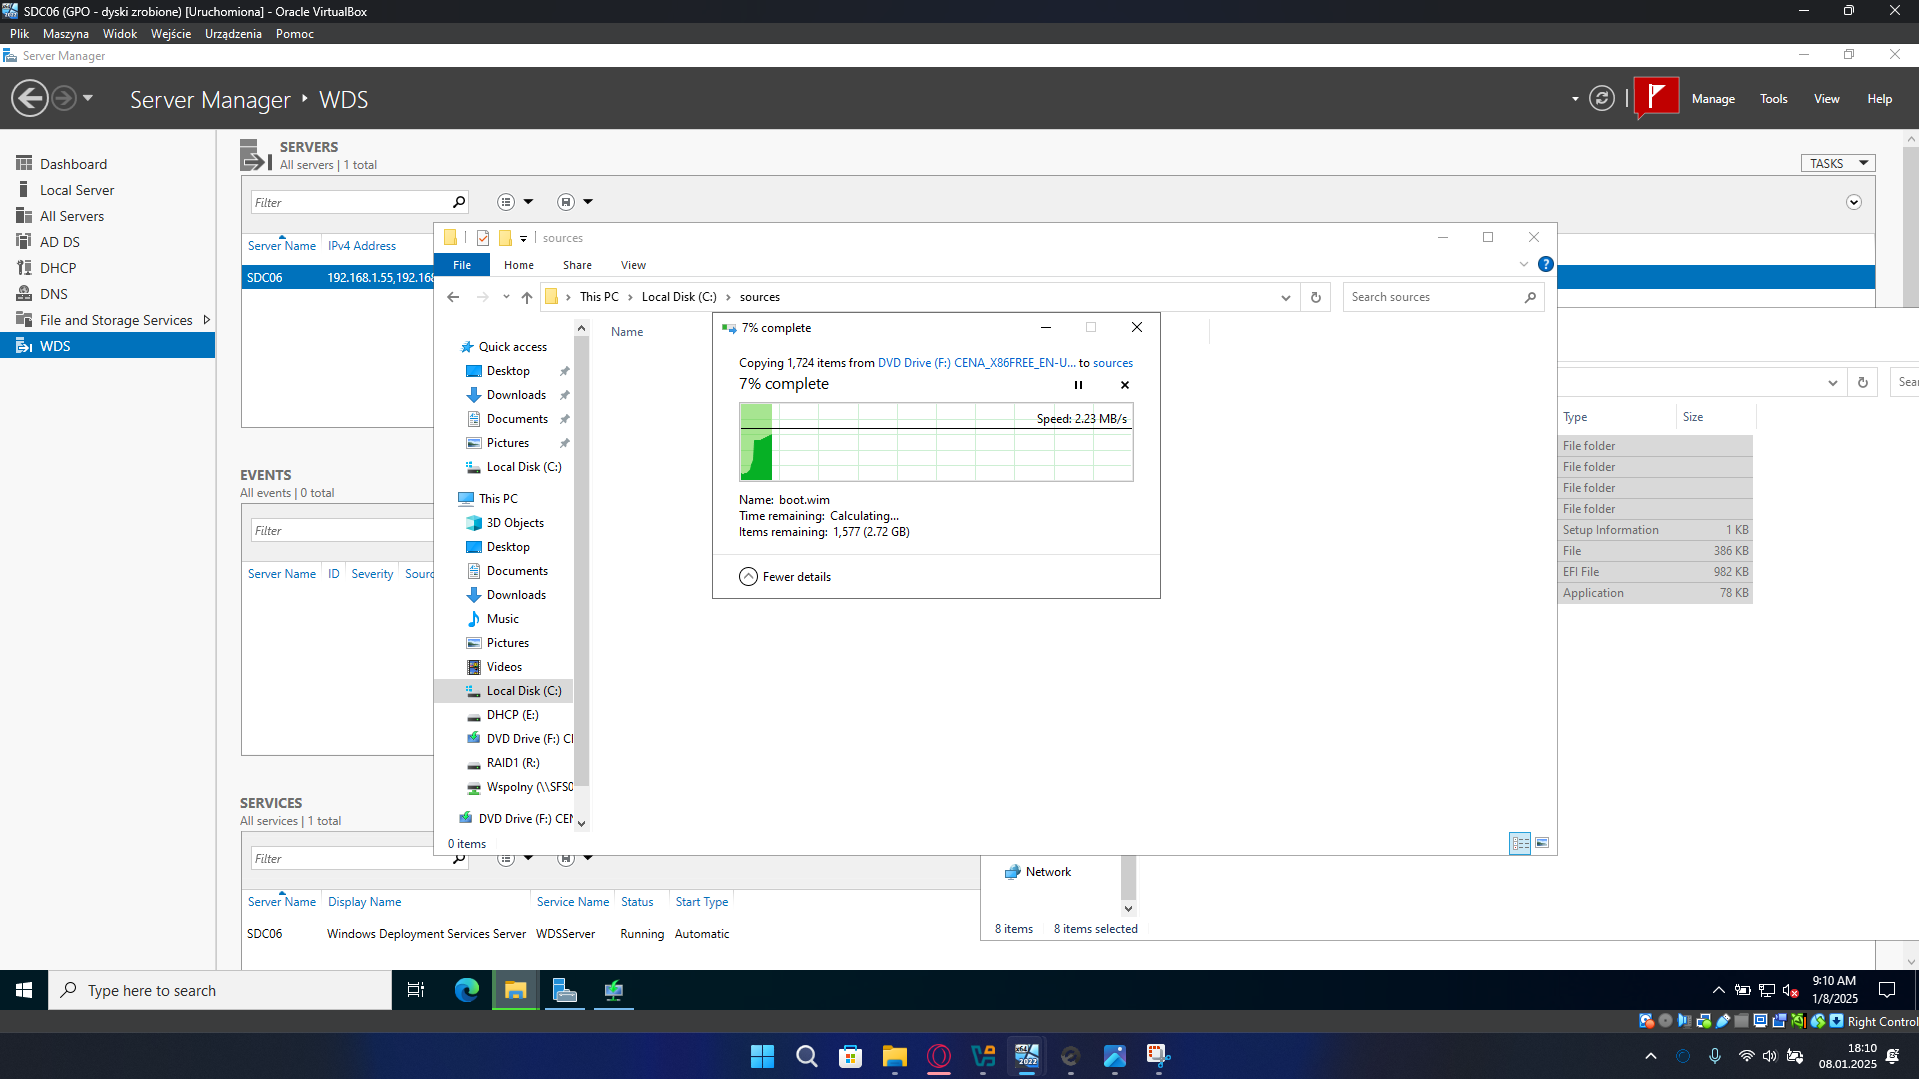 SDC06 (GPO - dyski zrobione) [Uruchomiona] - Oracle VirtualBox
Plik Maszyna Widok Wejście Urządzenia Pomoc
Server Manager
Server Manager ‣ WDS
Manage Tools View Help
Dashboard
Local Server
All Servers
AD DS
DHCP
DNS
File and Storage Services
WDS
SERVERS
All servers | 1 total
TASKS
Filter
Server Name IPv4 Address
SDC06 192.168.1.55,192.168
EVENTS
All events | 0 total
Filter
Server Name ID Severity Sourc
SERVICES
All services | 1 total
Filter
Server Name Display Name Service Name Status Start Type
SDC06 Windows Deployment Services Server WDSServer Running Automatic
sources
File Home Share View
This PC › Local Disk (C:) › sources
Search sources
Name
Quick access
Desktop
Downloads
Documents
Pictures
Local Disk (C:)
This PC
3D Objects
Desktop
Documents
Downloads
Music
Pictures
Videos
Local Disk (C:)
DHCP (E:)
DVD Drive (F:) CI
RAID1 (R:)
Wspolny (\\SFS0
DVD Drive (F:) CEN
0 items
7% complete
Copying 1,724 items from DVD Drive (F:) CENA_X86FREE_EN-U... to sources
7% complete
Speed: 2.23 MB/s
Name: boot.wim
Time remaining: Calculating...
Items remaining: 1,577 (2.72 GB)
Fewer details
Sear
Type Size
File folder
File folder
File folder
File folder
Setup Information 1 KB
File 386 KB
EFI File 982 KB
Application 78 KB
Network
8 items 8 items selected
Type here to search
9:10 AM
1/8/2025
Right Control
18:10
08.01.2025